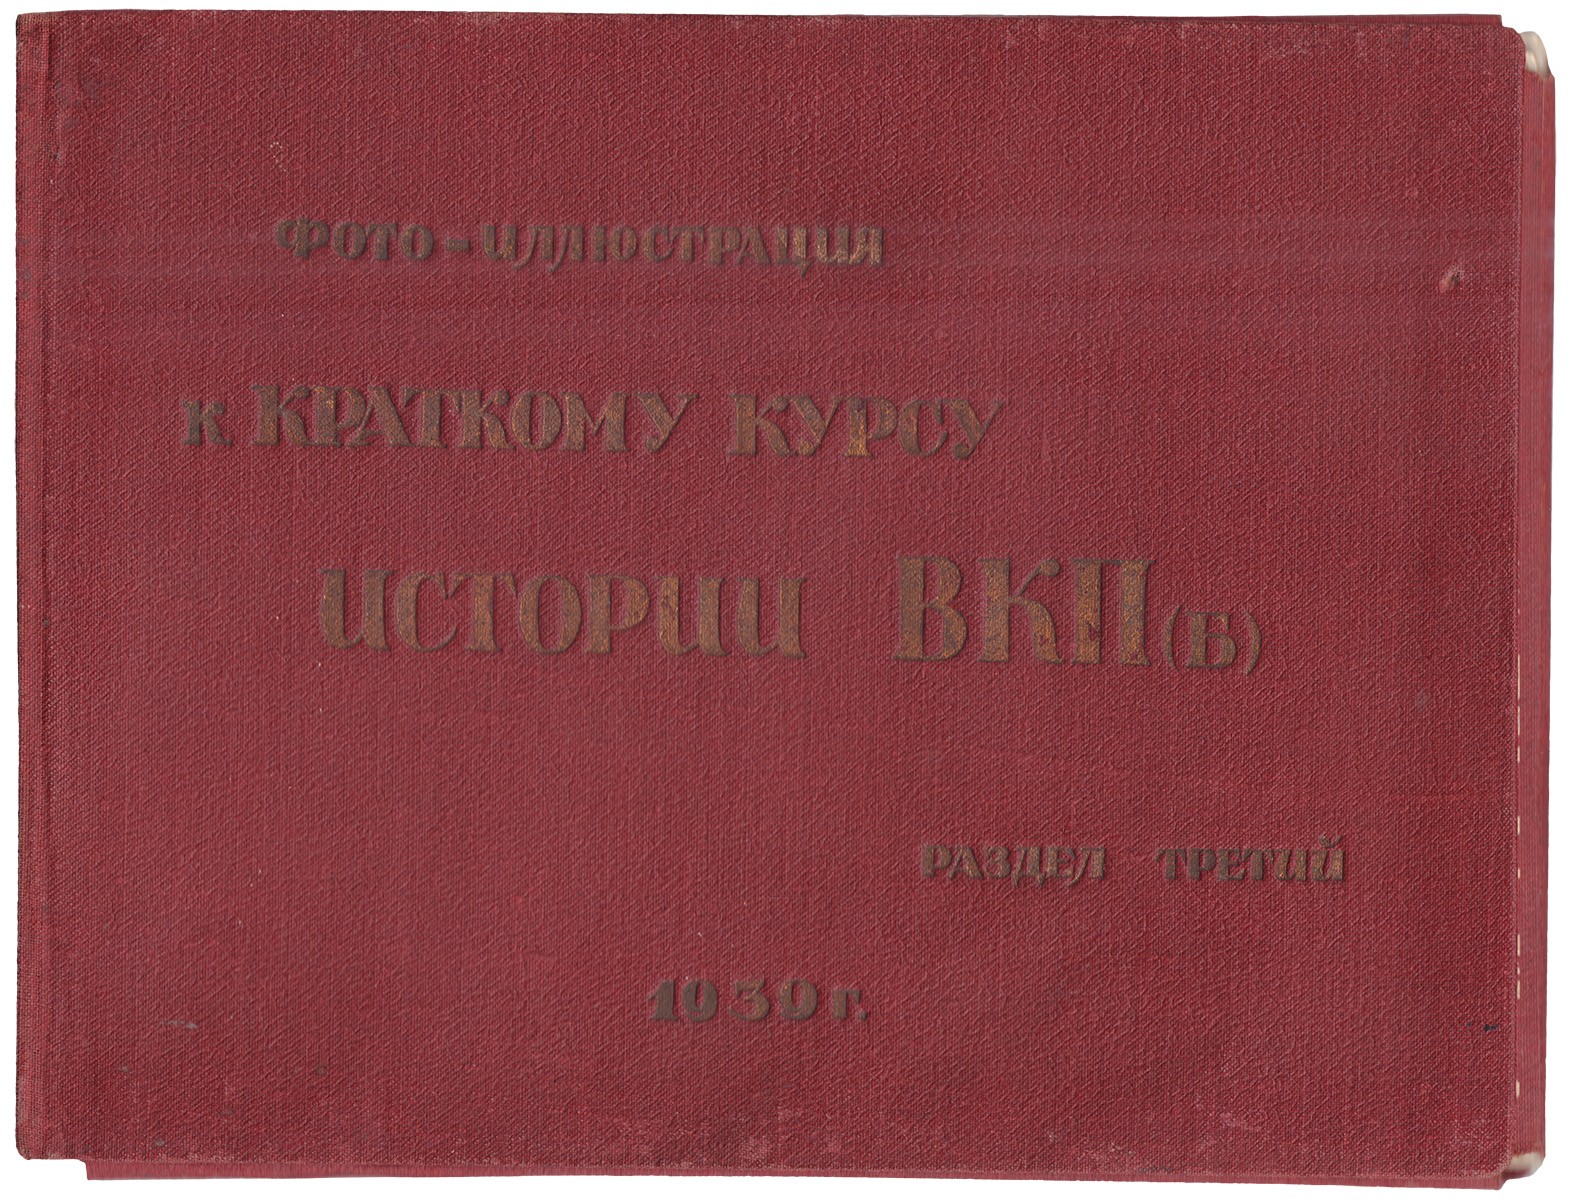 ФОТО-ИЛЛЮСТРАЦИЯ
К КРАТКОМУ КУРСУ
ИСТОРИИ ВКП(Б)
РАЗДЕЛ ТРЕТИЙ
1939 г.